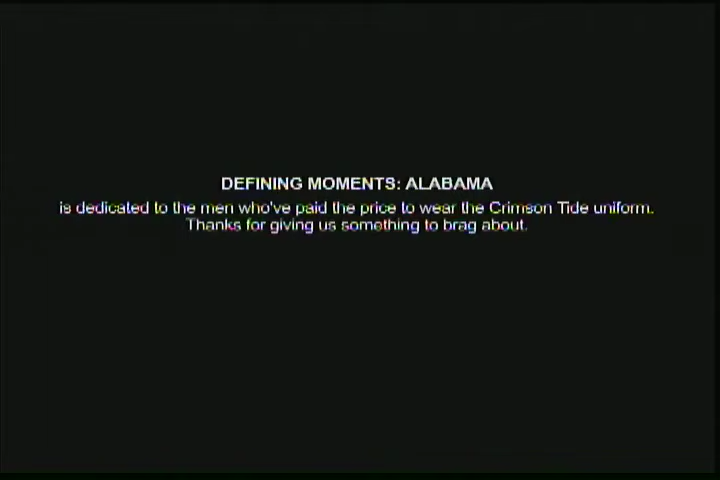 DEFINING MOMENTS: ALABAMA
is dedicated to the men who've paid the price to wear the Crimson Tide uniform.
Thanks for giving us something to brag about.